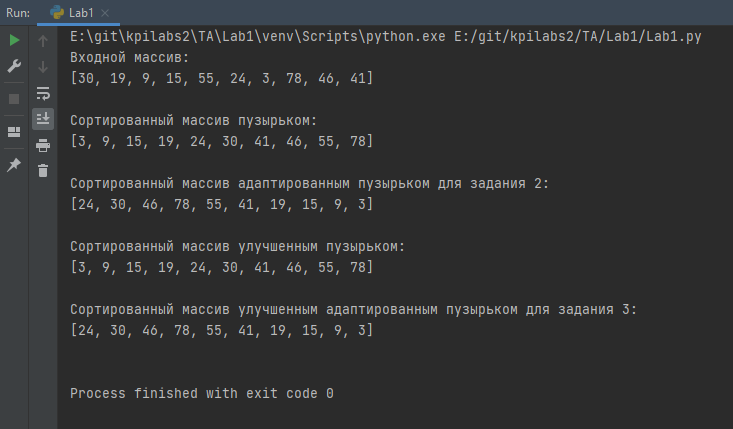 Run:
Lab1
E:\git\kpilabs2\TA\Lab1\venv\Scripts\python.exe E:/git/kpilabs2/TA/Lab1/Lab1.py
Входной массив:
[30, 19, 9, 15, 55, 24, 3, 78, 46, 41]
Сортированный массив пузырьком:
[3, 9, 15, 19, 24, 30, 41, 46, 55, 78]
Сортированный массив адаптированным пузырьком для задания 2:
[24, 30, 46, 78, 55, 41, 19, 15, 9, 3]
Сортированный массив улучшенным пузырьком:
[3, 9, 15, 19, 24, 30, 41, 46, 55, 78]
Сортированный массив улучшенным адаптированным пузырьком для задания 3:
[24, 30, 46, 78, 55, 41, 19, 15, 9, 3]
Process finished with exit code 0